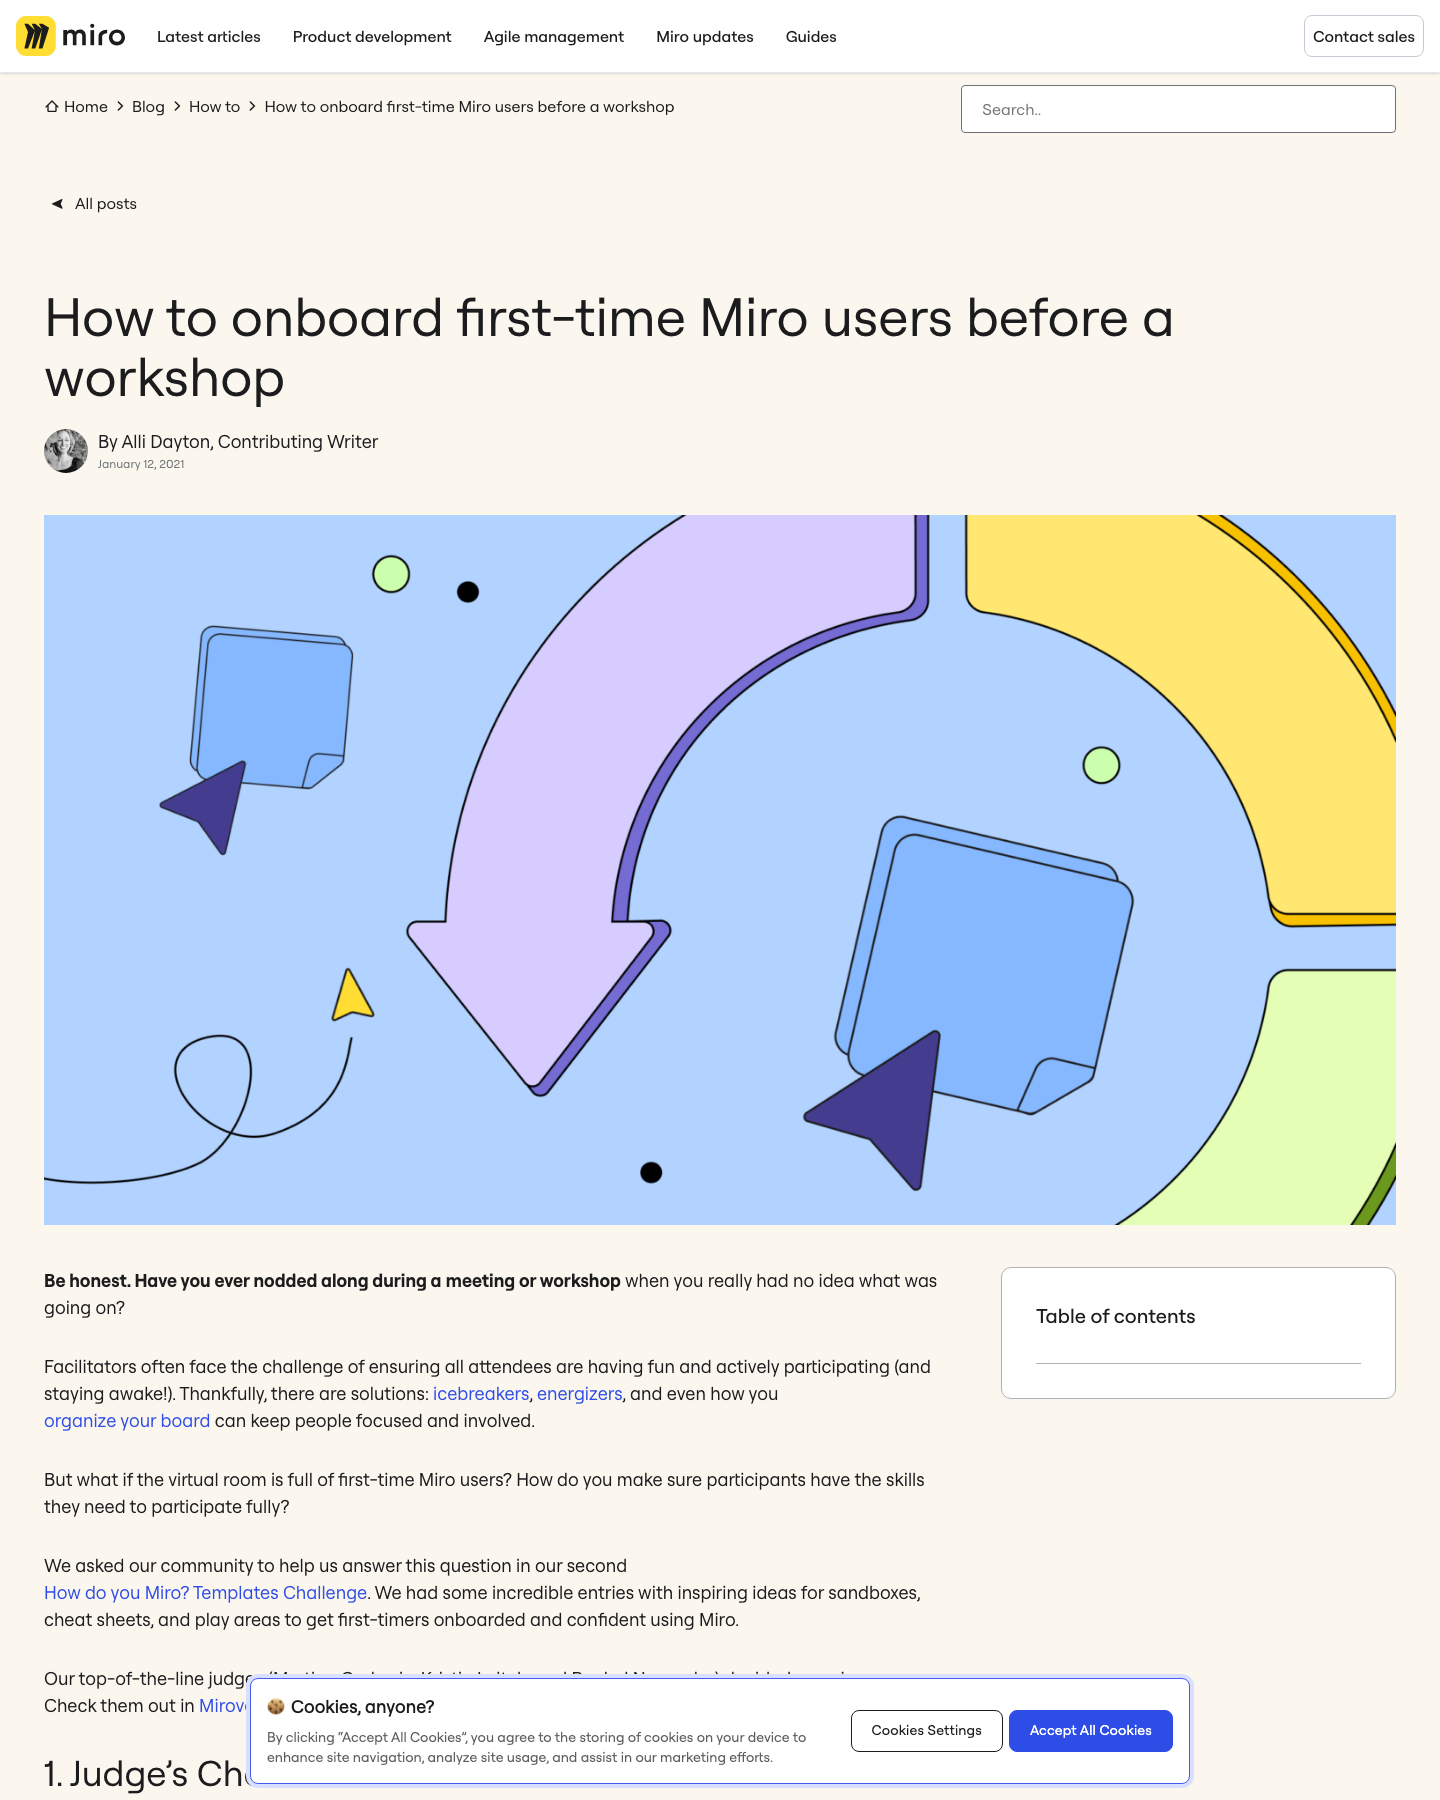 miro
Latest articles
Product development
Agile management
Miro updates
Guides
Contact sales
Home
Blog
How to
How to onboard first-time Miro users before a workshop
Search..
All posts
How to onboard first-time Miro users before a
workshop
By Alli Dayton, Contributing Writer
January 12, 2021
Be honest. Have you ever nodded along during a meeting or workshop when you really had no idea what was
going on?
Table of contents
Facilitators often face the challenge of ensuring all attendees are having fun and actively participating (and
staying awake!). Thankfully, there are solutions: icebreakers, energizers, and even how you
organize your board can keep people focused and involved.
But what if the virtual room is full of first-time Miro users? How do you make sure participants have the skills
they need to participate fully?
We asked our community to help us answer this question in our second
How do you Miro? Templates Challenge. We had some incredible entries with inspiring ideas for sandboxes,
cheat sheets, and play areas to get first-timers onboarded and confident using Miro.
Our top-of-the-line
Check them out in
1. Judge's
Cookies, anyone?
By clicking "Accept All Cookies", you agree to the storing of cookies on your device to
enhance site navigation, analyze site usage, and assist in our marketing efforts.
Cookies Settings
Accept All Cookies